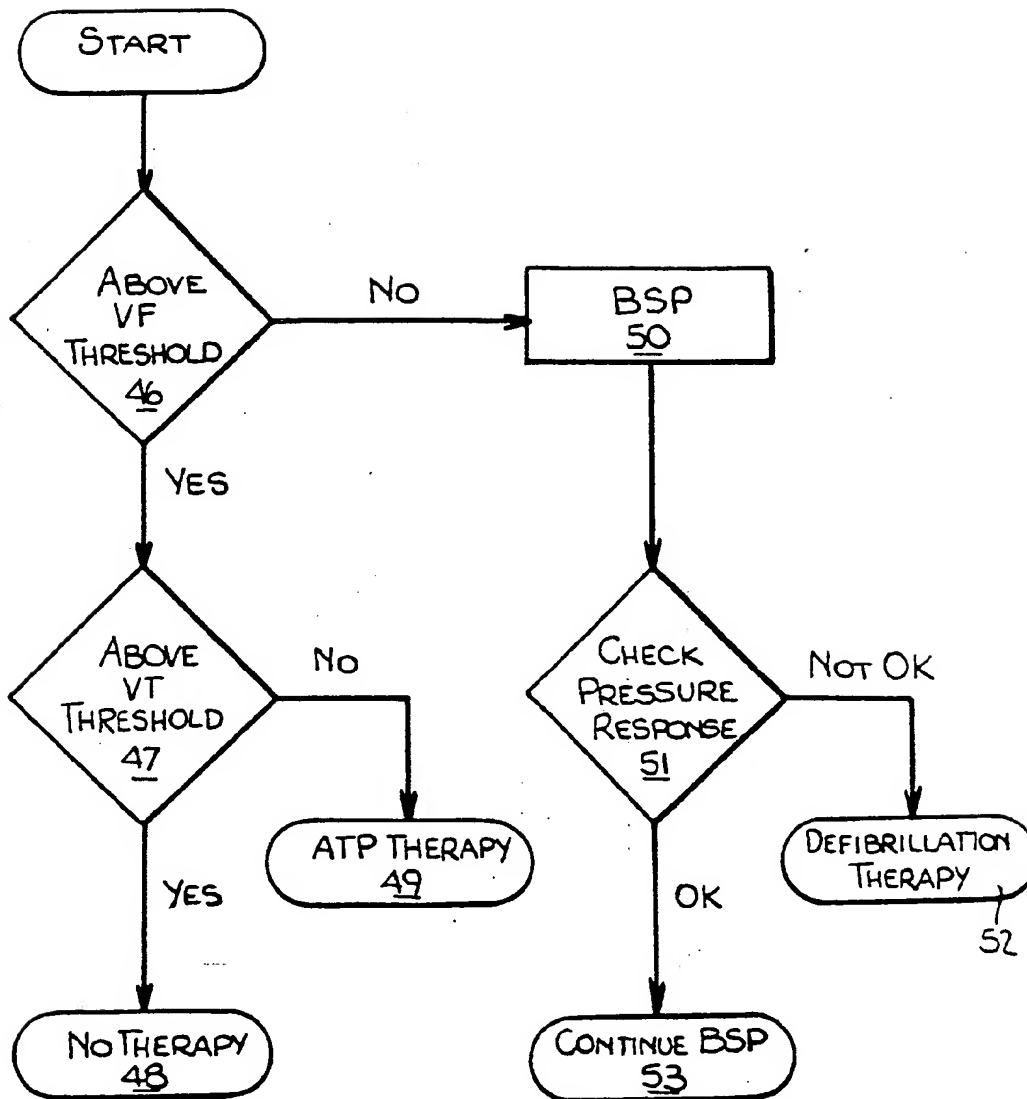 START
ABOVE
VF
THRESHOLD
46
NO
BSP
50
YES
ABOVE
VT
THRESHOLD
47
NO
CHECK
PRESSURE
RESPONSE
51
NOT OK
ATP THERAPY
49
DEFIBRILLATION
THERAPY
52
YES
OK
NO THERAPY
48
CONTINUE BSP
53